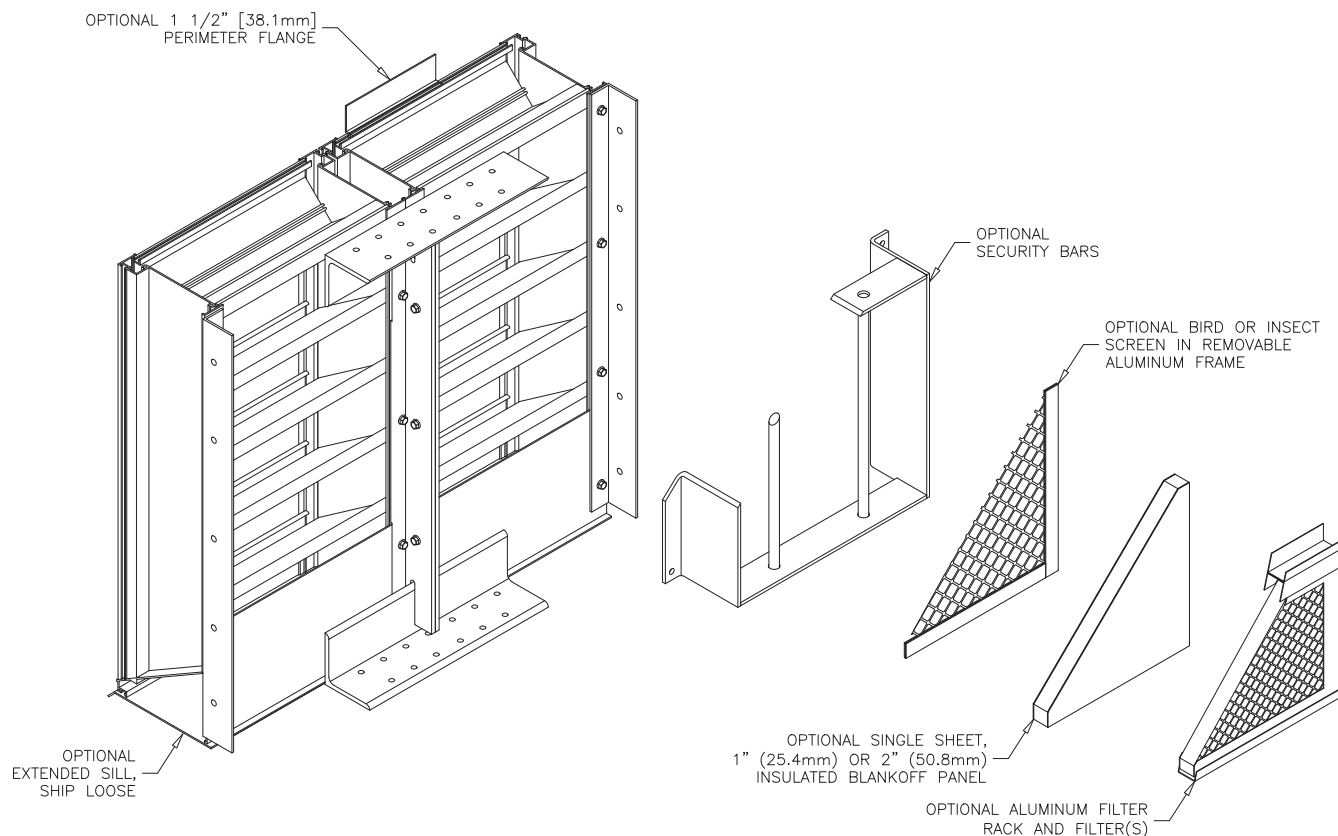 OPTIONAL 1 1/2" [38.1mm]
PERIMETER FLANGE
OPTIONAL
SECURITY BARS
OPTIONAL BIRD OR INSECT
SCREEN IN REMOVABLE
ALUMINUM FRAME
OPTIONAL
EXTENDED SILL,
SHIP LOOSE
OPTIONAL SINGLE SHEET,
1" (25.4mm) OR 2" (50.8mm)
INSULATED BLANKOFF PANEL
OPTIONAL ALUMINUM FILTER
RACK AND FILTER(S)